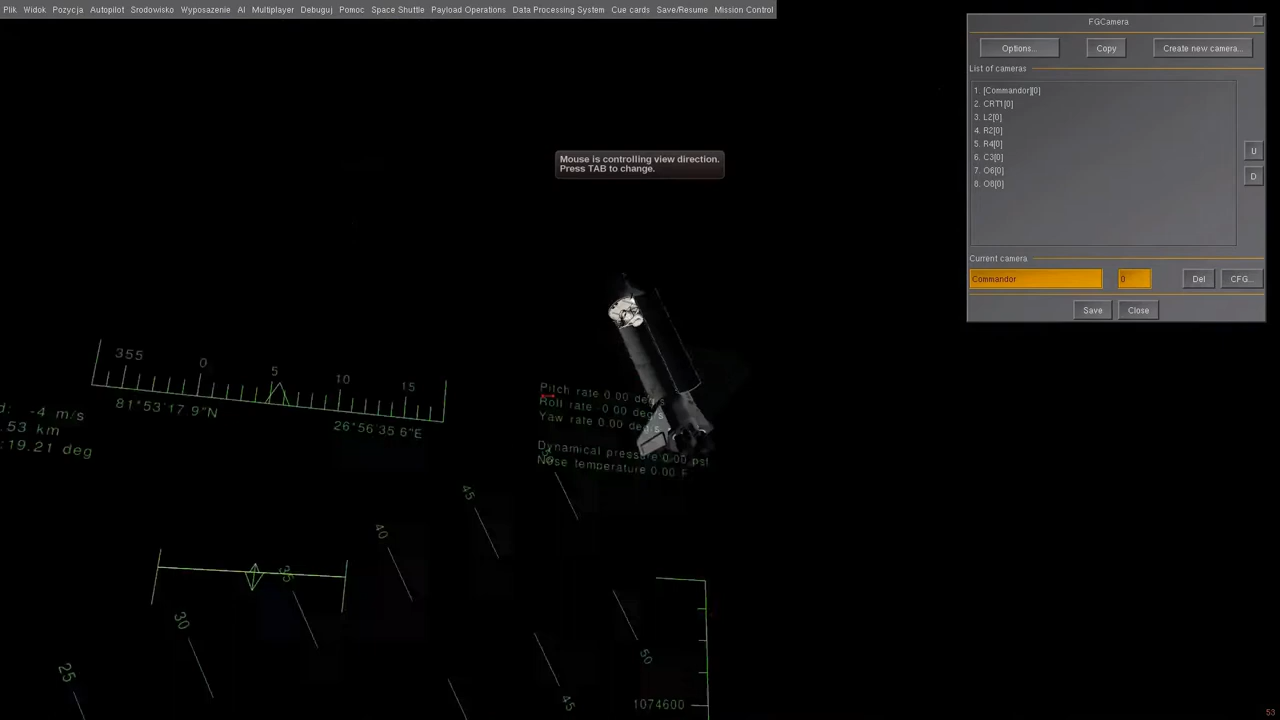 Plik Widok Pozycja Autopilot Środowisko Wyposażenie AI Multiplayer Debuguj Pomoc Space Shuttle Payload Operations Data Processing System Cue cards Save/Resume Mission Control
FGCamera
Options...
Copy
Create new camera...
List of cameras
1. [Commandor][0]
2. CRT1[0]
3. L2[0]
4. R2[0]
5. R4[0]
6. C3[0]
7. O6[0]
8. O8[0]
U
D
Current camera
Commandor
0
Del
CFG...
Save
Close
Mouse is controlling view direction.
Press TAB to change.
355 0 5 10 15
81°53'17.9"N
26°56'35.6"E
d: -4 m/s
.53 km
:19.21 deg
Pitch rate 0.00 deg/s
Roll rate -0.00 deg/s
Yaw rate 0.00 deg/s
Dynamical pressure 0.00 psf
Nose temperature 0.00 F
50
45
40
35
30
25
50
45
1074600
53